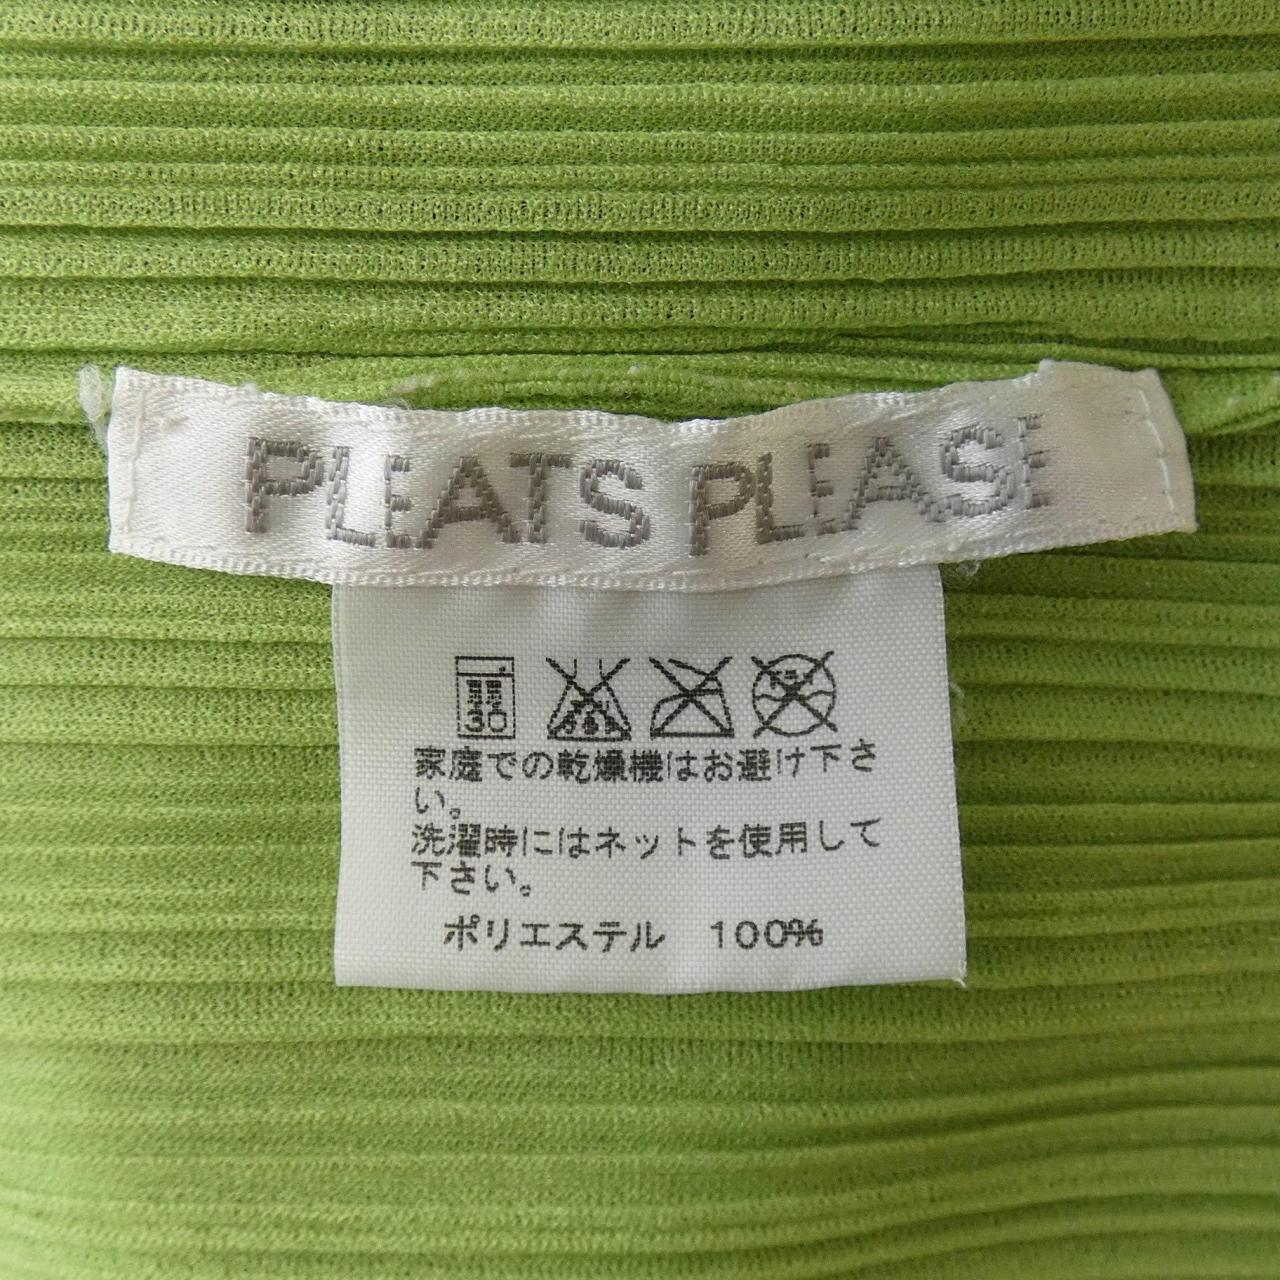 PLEATS PLEASE
30
家庭での乾燥機はお避け下さ
い。
洗濯時にはネットを使用して
下さい。
ポリエステル 100%